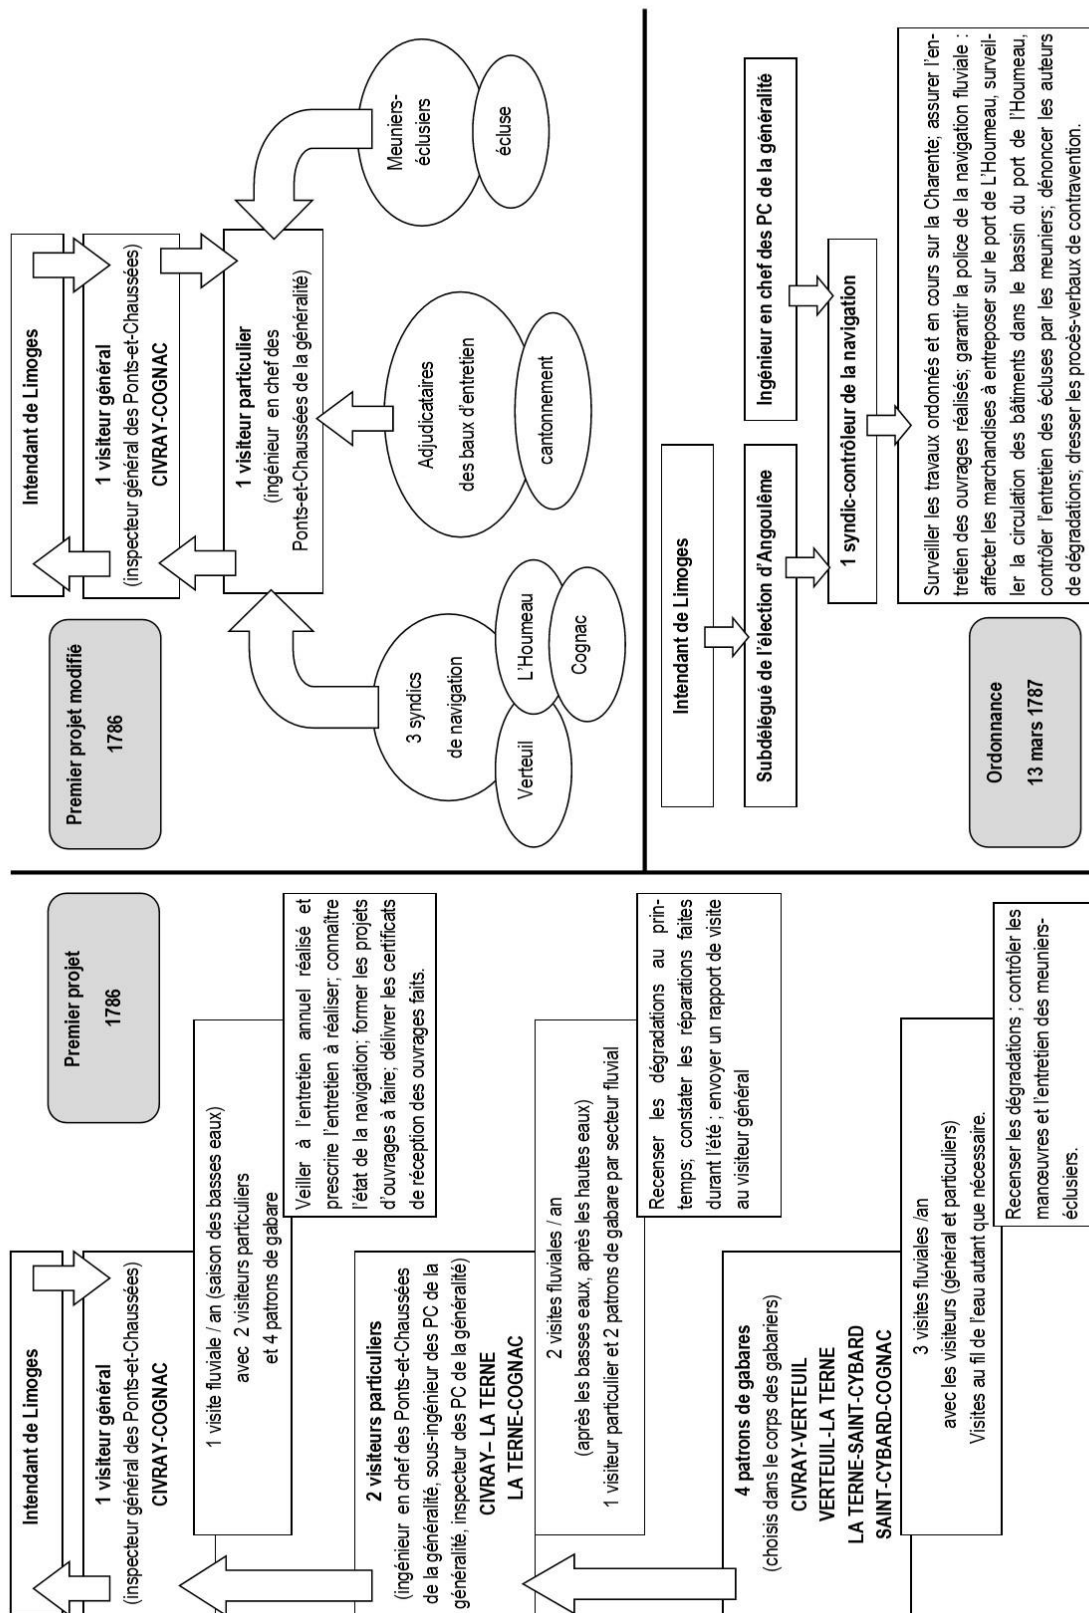 Premier projet
1786
Intendant de Limoges
1 visiteur général
(inspecteur général des Ponts-et-Chaussées)
CIVRAY-COGNAC
1 visite fluviale / an (saison des basses eaux)
avec 2 visiteurs particuliers
et 4 patrons de gabare
Veiller à l'entretien annuel réalisé et
prescrire l'entretien à réaliser; connaître
l'état de la navigation; former les projets
d'ouvrages à faire; délivrer les certificats
de réception des ouvrages faits.
2 visiteurs particuliers
(ingénieur en chef des Ponts-et-Chaussées
de la généralité, sous-ingénieur des PC de la
généralité, inspecteur des PC de la généralité)
CIVRAY– LA TERNE
LA TERNE-COGNAC
2 visites fluviales / an
(après les basses eaux, après les hautes eaux)
1 visiteur particulier et 2 patrons de gabare par secteur fluvial
Recenser les dégradations au prin-
temps; constater les réparations faites
durant l'été ; envoyer un rapport de visite
au visiteur général
4 patrons de gabares
(choisis dans le corps des gabariers)
CIVRAY-VERTEUIL
VERTEUIL-LA TERNE
LA TERNE-SAINT-CYBARD
SAINT-CYBARD-COGNAC
3 visites fluviales /an
avec les visiteurs (général et particuliers)
Visites au fil de l'eau autant que nécessaire.
Recenser les dégradations ; contrôler les
manœuvres et l'entretien des meuniers-
éclusiers.
Premier projet modifié
1786
Intendant de Limoges
1 visiteur général
(inspecteur général des Ponts-et-Chaussées)
CIVRAY-COGNAC
1 visiteur particulier
(ingénieur en chef des
Ponts-et-Chaussées de la généralité)
3 syndics
de navigation
Verteuil
L'Houmeau
Cognac
Adjudicataires
des baux d'entretien
cantonnement
Meuniers-
éclusiers
écluse
Ordonnance
13 mars 1787
Intendant de Limoges
Subdélégué de l'élection d'Angoulême
Ingénieur en chef des PC de la généralité
1 syndic-contrôleur de la navigation
Surveiller les travaux ordonnés et en cours sur la Charente; assurer l'en-
tretien des ouvrages réalisés; garantir la police de la navigation fluviale :
affecter les marchandises à entreposer sur le port de L'Houmeau, surveil-
ler la circulation des bâtiments dans le bassin du port de l'Houmeau,
contrôler l'entretien des écluses par les meuniers; dénoncer les auteurs
de dégradations; dresser les procès-verbaux de contravention.